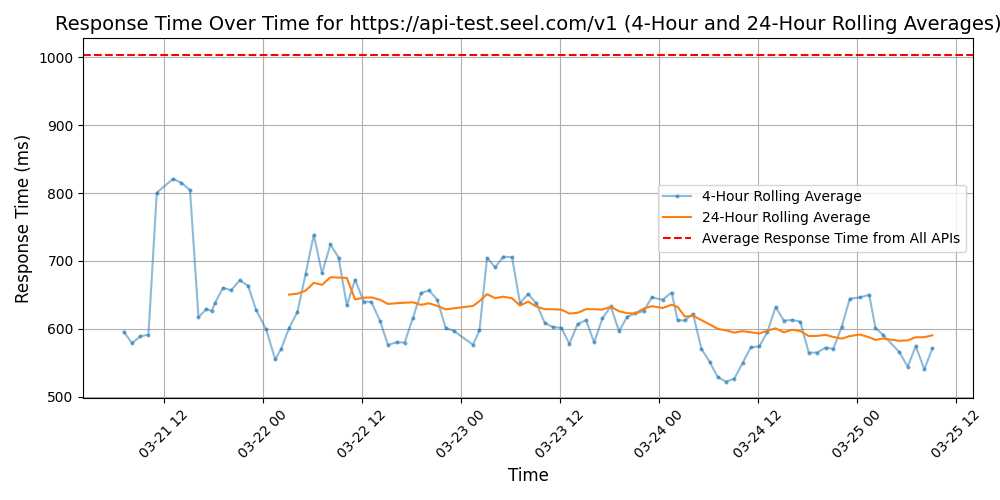 Response Time Over Time for https://api-test.seel.com/v1 (4-Hour and 24-Hour Rolling Averages)
Response Time (ms)
1000
900
800
700
600
500
4-Hour Rolling Average
24-Hour Rolling Average
Average Response Time from All APIs
03-21 12
03-22 00
03-22 12
03-23 00
03-23 12
03-24 00
03-24 12
03-25 00
03-25 12
Time